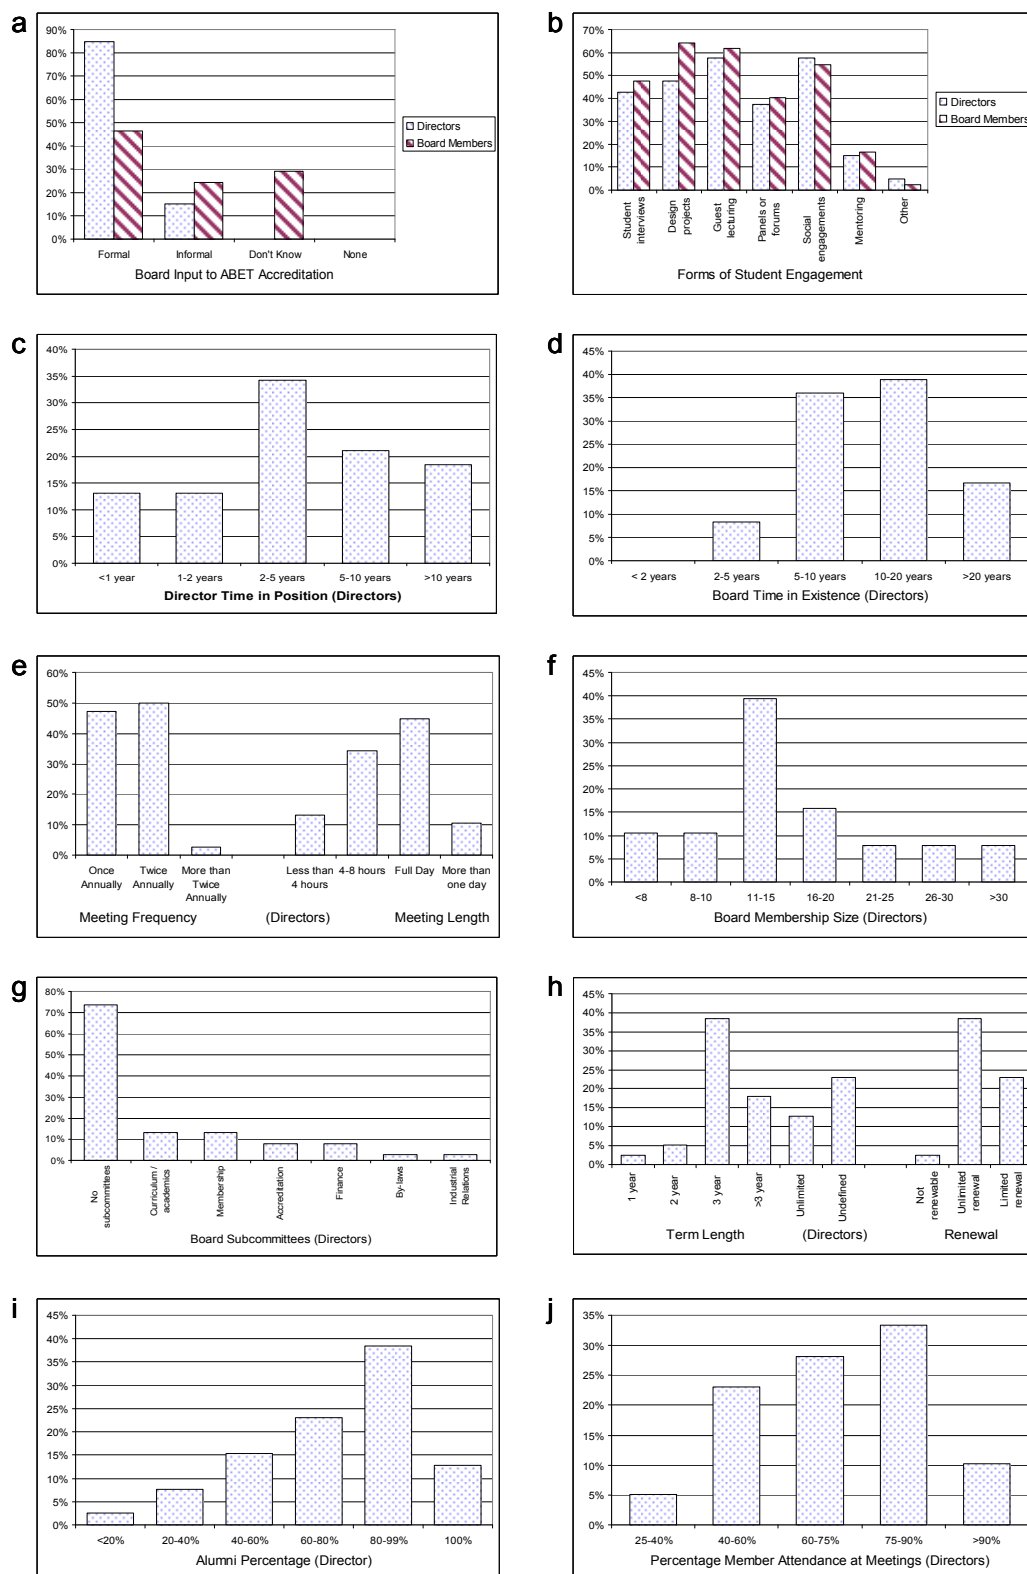 a
90%
80%
70%
60%
50%
40%
30%
20%
10%
0%
Formal Informal Don't Know None
Board Input to ABET Accreditation
Directors
Board Members
b
70%
60%
50%
40%
30%
20%
10%
0%
Student
interviews
Design
projects
Guest
lecturing
Panels or
forums
Social
engagements
Mentoring
Other
Forms of Student Engagement
Directors
Board Members
c
40%
35%
30%
25%
20%
15%
10%
5%
0%
<1 year 1-2 years 2-5 years 5-10 years >10 years
Director Time in Position (Directors)
d
45%
40%
35%
30%
25%
20%
15%
10%
5%
0%
< 2 years 2-5 years 5-10 years 10-20 years >20 years
Board Time in Existence (Directors)
e
60%
50%
40%
30%
20%
10%
0%
Once
Annually
Twice
Annually
More than
Twice
Annually
Less than
4 hours
4-8 hours
Full Day
More than
one day
Meeting Frequency (Directors) Meeting Length
f
45%
40%
35%
30%
25%
20%
15%
10%
5%
0%
<8 8-10 11-15 16-20 21-25 26-30 >30
Board Membership Size (Directors)
g
80%
70%
60%
50%
40%
30%
20%
10%
0%
No
subcommittees
Curriculum /
academics
Membership
Accreditation
Finance
By-laws
Industrial
Relations
Board Subcommittees (Directors)
h
45%
40%
35%
30%
25%
20%
15%
10%
5%
0%
1 year
2 year
3 year
>3 year
Unlimited
Undefined
Not
renewable
Unlimited
renewal
Limited
renewal
Term Length (Directors) Renewal
i
45%
40%
35%
30%
25%
20%
15%
10%
5%
0%
<20% 20-40% 40-60% 60-80% 80-99% 100%
Alumni Percentage (Director)
j
35%
30%
25%
20%
15%
10%
5%
0%
25-40% 40-60% 60-75% 75-90% >90%
Percentage Member Attendance at Meetings (Directors)